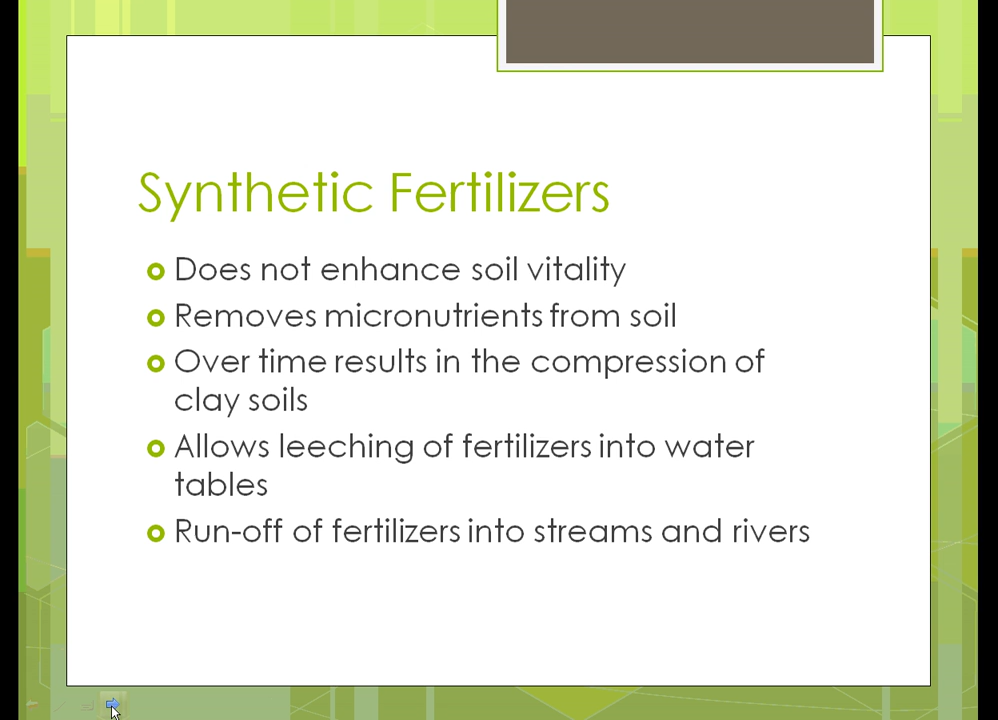 Synthetic Fertilizers
Does not enhance soil vitality
Removes micronutrients from soil
Over time results in the compression of
clay soils
Allows leeching of fertilizers into water
tables
Run-off of fertilizers into streams and rivers